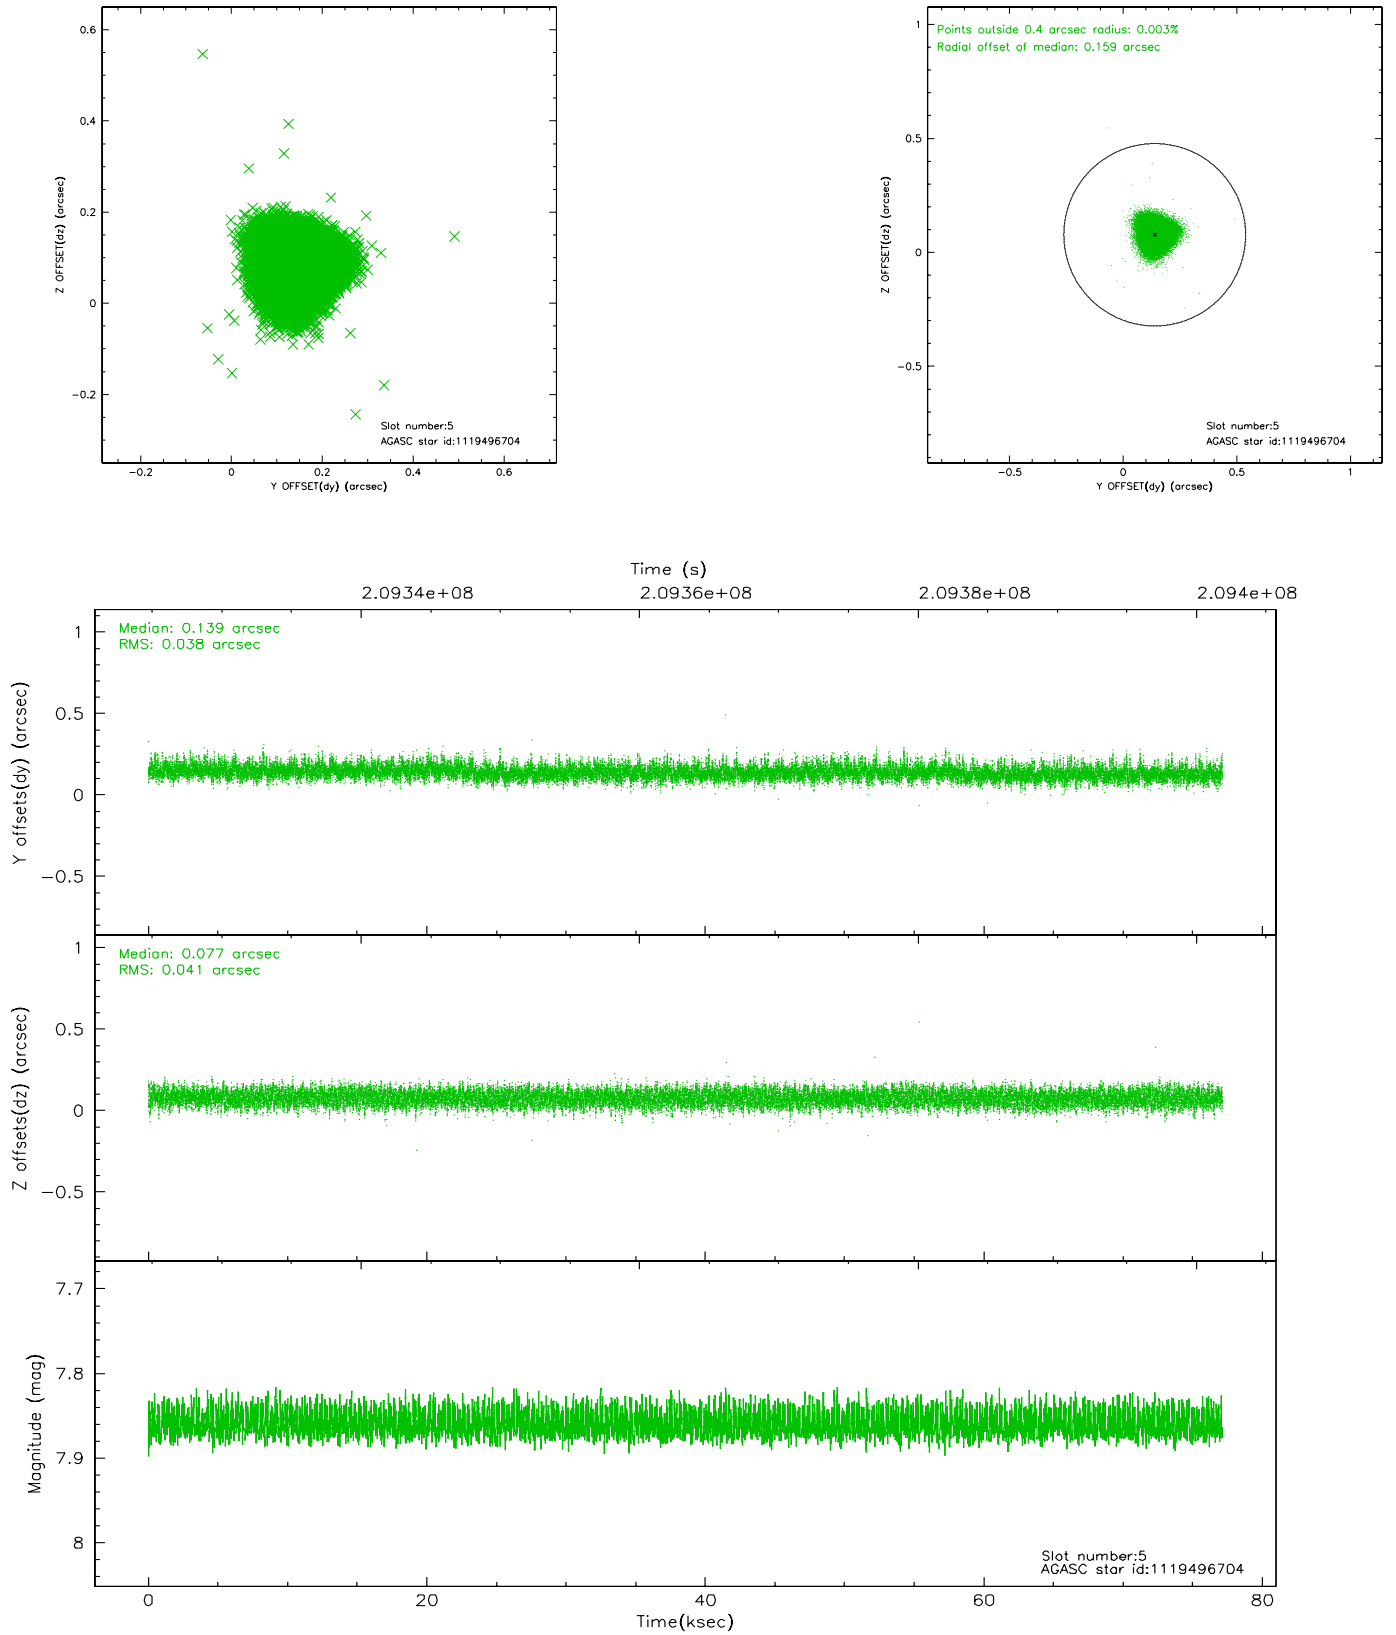 0.6
0.4
0.2
0
−0.2
Z OFFSET(dz) (arcsec)
−0.2 0 0.2 0.4 0.6
Y OFFSET(dy) (arcsec)
Slot number:5
AGASC star id:1119496704
Points outside 0.4 arcsec radius: 0.003%
Radial offset of median: 0.159 arcsec
1
0.5
0
−0.5
Z OFFSET(dz) (arcsec)
−0.5 0 0.5 1
Y OFFSET(dy) (arcsec)
Slot number:5
AGASC star id:1119496704
Time (s)
2.0934e+08 2.0936e+08 2.0938e+08 2.094e+08
Median: 0.139 arcsec
RMS: 0.038 arcsec
1
0.5
0
−0.5
Y offsets(dy) (arcsec)
Median: 0.077 arcsec
RMS: 0.041 arcsec
1
0.5
0
−0.5
Z offsets(dz) (arcsec)
7.7
7.8
7.9
8
Magnitude (mag)
Slot number:5
AGASC star id:1119496704
0 20 40 60 80
Time(ksec)